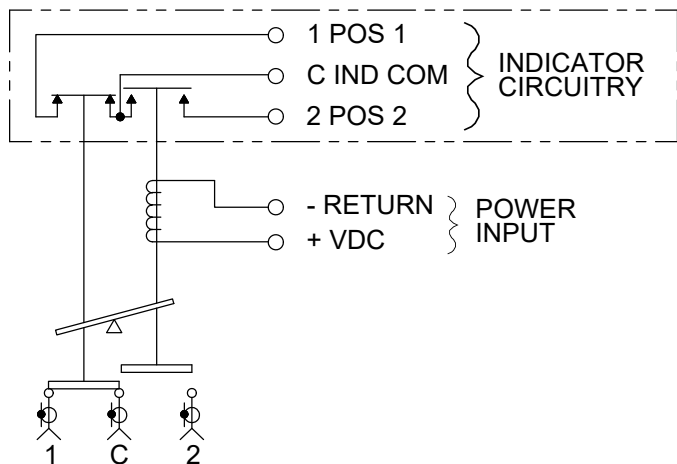 1 POS 1
C IND COM
2 POS 2
INDICATOR
CIRCUITRY
- RETURN
+ VDC
POWER
INPUT
1 C 2